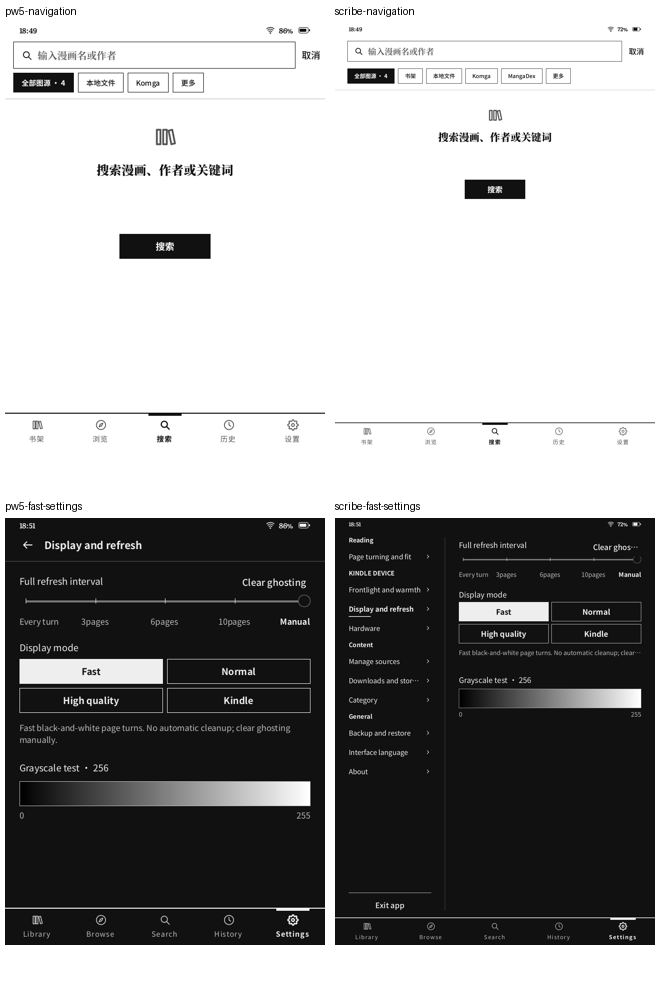 pw5-navigation
18:49
86%
输入漫画名或作者
取消
全部图源 · 4
本地文件
Komga
更多
搜索漫画、作者或关键词
搜索
书架
浏览
搜索
历史
设置
scribe-navigation
18:49
72%
输入漫画名或作者
取消
全部图源 · 4
书架
本地文件
Komga
MangaDex
更多
搜索漫画、作者或关键词
搜索
书架
浏览
搜索
历史
设置
pw5-fast-settings
18:51
86%
Display and refresh
Full refresh interval
Clear ghosting
Every turn
3pages
6pages
10pages
Manual
Display mode
Fast
Normal
High quality
Kindle
Fast black-and-white page turns. No automatic cleanup; clear ghosting
manually.
Grayscale test · 256
0
255
Library
Browse
Search
History
Settings
scribe-fast-settings
18:51
72%
Reading
Page turning and fit
KINDLE DEVICE
Frontlight and warmth
Display and refresh
Hardware
Content
Manage sources
Downloads and stor···
Category
General
Backup and restore
Interface language
About
Exit app
Full refresh interval
Clear ghos···
Every turn
3pages
6pages
10pages
Manual
Display mode
Fast
Normal
High quality
Kindle
Fast black-and-white page turns. No automatic cleanup; clear···
Grayscale test · 256
0
255
Library
Browse
Search
History
Settings